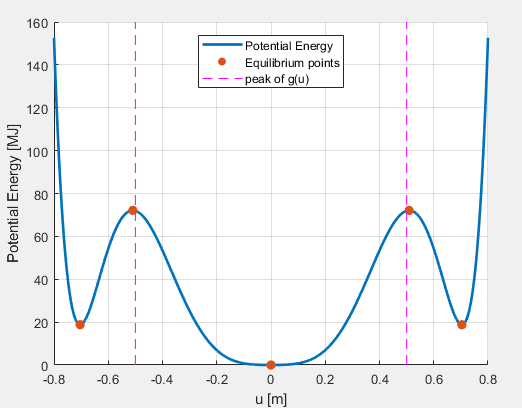 160
140
120
100
80
60
40
20
0
Potential Energy [MJ]
Potential Energy
Equilibrium points
peak of g(u)
-0.8 -0.6 -0.4 -0.2 0 0.2 0.4 0.6 0.8
u [m]